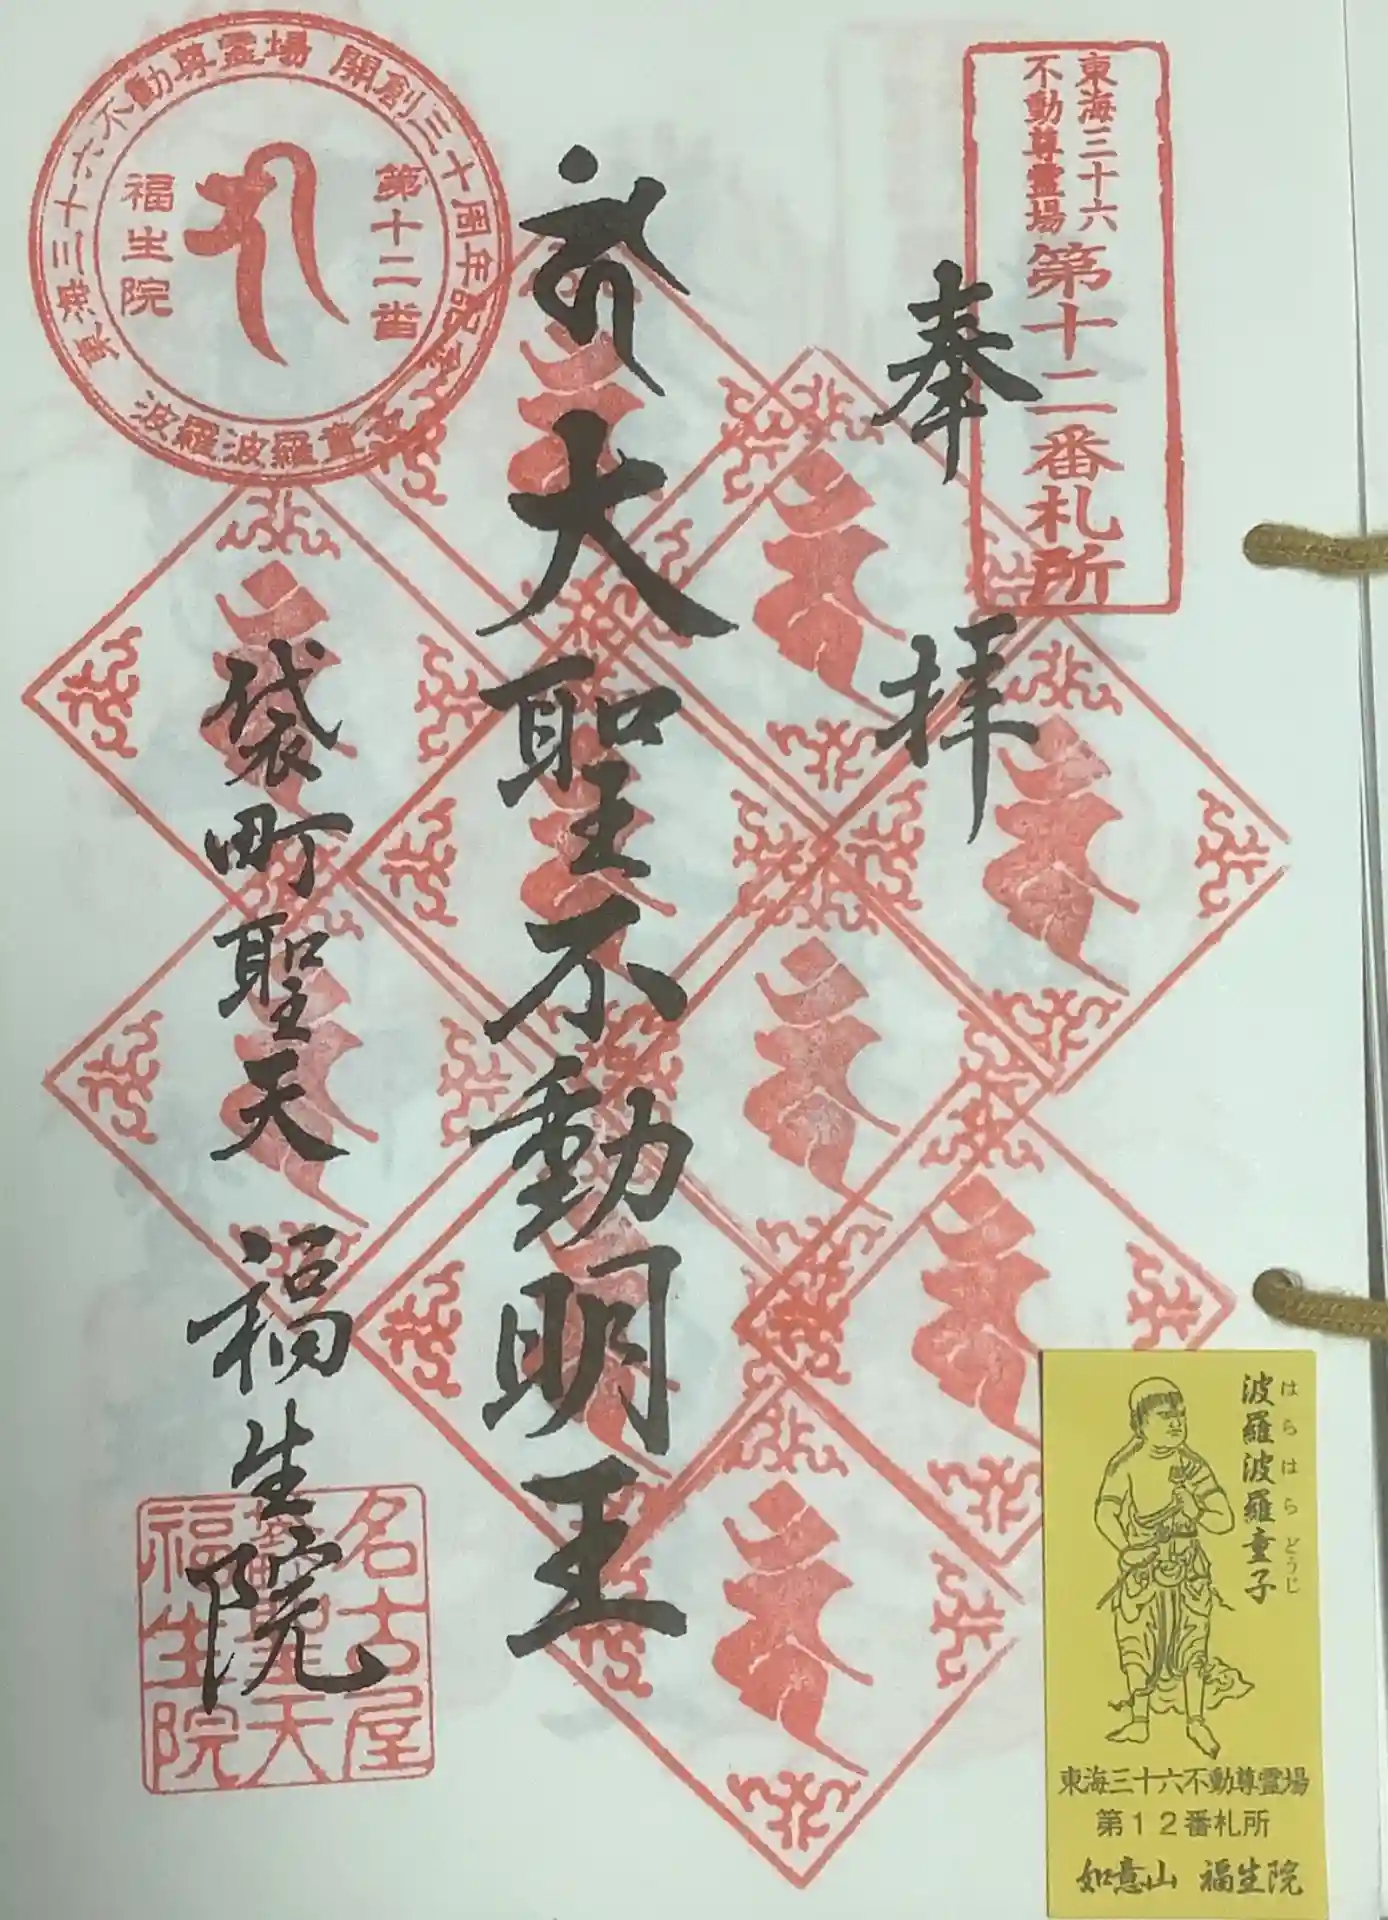 東海三十六
不動尊霊場
第十二番札所
奉拝
大聖不動明王
袋町聖天 福生院
東海三十六不動尊霊場 開創三十周年記念
第十二番
福生院
波羅波羅童子
名古屋
福生院
波羅波羅童子
はらはらどうじ
東海三十六不動尊霊場
第12番札所
如意山 福生院